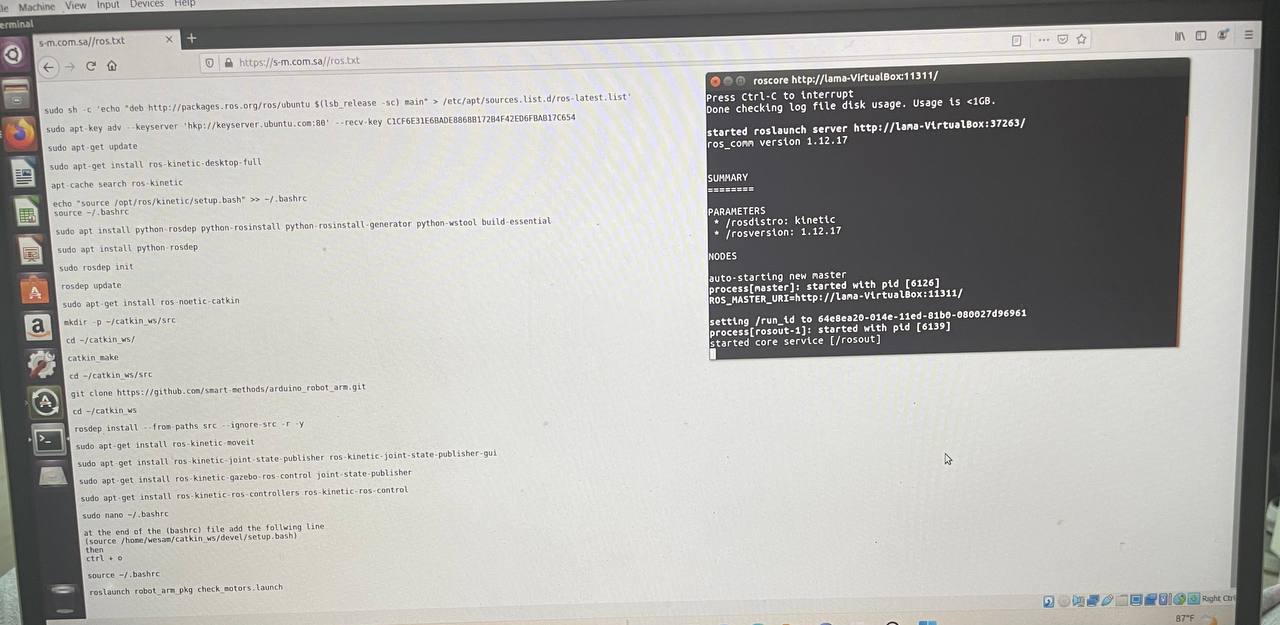 Machine View Input Devices Help
s-m.com.sa//ros.txt
https://s-m.com.sa//ros.txt
sudo sh -c 'echo "deb http://packages.ros.org/ros/ubuntu $(lsb_release -sc) main" > /etc/apt/sources.list.d/ros-latest.list'
sudo apt-key adv --keyserver 'hkp://keyserver.ubuntu.com:80' --recv-key C1CF6E31E6BADE8868B172B4F42ED6FBAB17C654
sudo apt-get update
sudo apt-get install ros-kinetic-desktop-full
apt-cache search ros-kinetic
echo "source /opt/ros/kinetic/setup.bash" >> ~/.bashrc
source ~/.bashrc
sudo apt install python-rosdep python-rosinstall python-rosinstall-generator python-wstool build-essential
sudo apt install python-rosdep
sudo rosdep init
rosdep update
sudo apt-get install ros-noetic-catkin
mkdir -p ~/catkin_ws/src
cd ~/catkin_ws/
catkin_make
cd ~/catkin_ws/src
git clone https://github.com/smart-methods/arduino_robot_arm.git
cd ~/catkin_ws
rosdep install --from-paths src --ignore-src -r -y
sudo apt-get install ros-kinetic-moveit
sudo apt-get install ros-kinetic-joint-state-publisher ros-kinetic-joint-state-publisher-gui
sudo apt-get install ros-kinetic-gazebo-ros-control joint-state-publisher
sudo apt-get install ros-kinetic-ros-controllers ros-kinetic-ros-control
sudo nano ~/.bashrc
at the end of the (bashrc) file add the follwing line
(source /home/wesam/catkin_ws/devel/setup.bash)
then
ctrl + o
source ~/.bashrc
roslaunch robot_arm_pkg check_motors.launch
roscore http://lama-VirtualBox:11311/
Press Ctrl-C to interrupt
Done checking log file disk usage. Usage is <1GB.
started roslaunch server http://lama-VirtualBox:37263/
ros_comm version 1.12.17
SUMMARY
========
PARAMETERS
* /rosdistro: kinetic
* /rosversion: 1.12.17
NODES
auto-starting new master
process[master]: started with pid [6126]
ROS_MASTER_URI=http://lama-VirtualBox:11311/
setting /run_id to 64e8ea20-014e-11ed-81b0-080027d96961
process[rosout-1]: started with pid [6139]
started core service [/rosout]
Right Ctrl
87°F